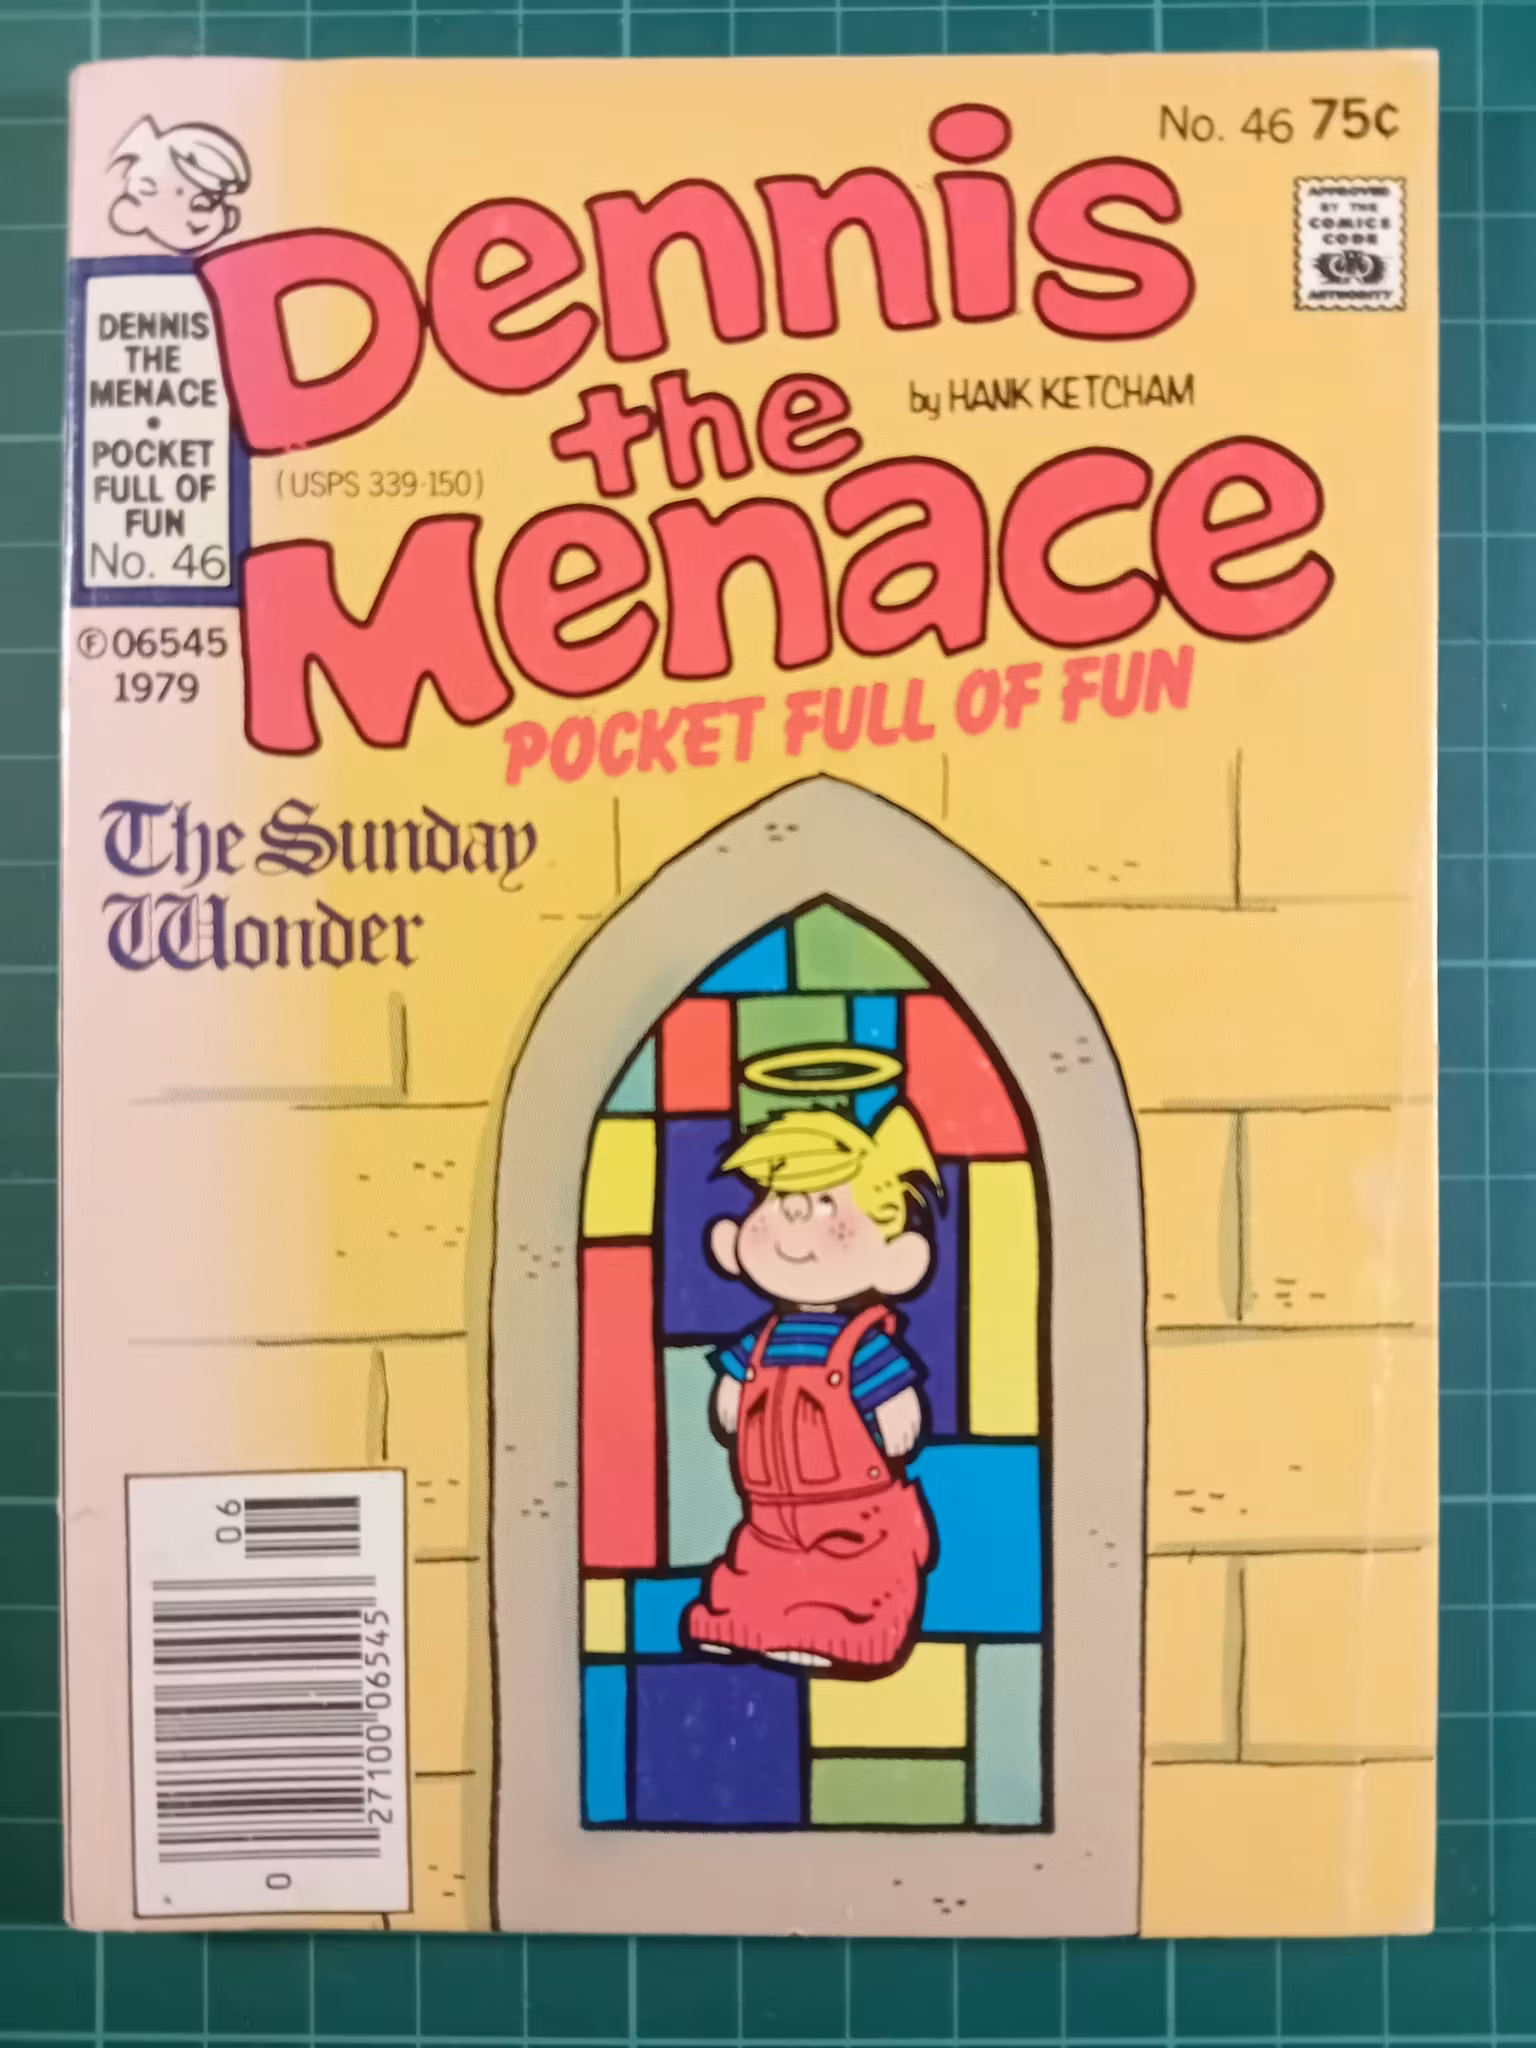 No. 46 75¢
Dennis
the
Menace
by HANK KETCHAM
(USPS 339-150)
POCKET FULL OF FUN
APPROVED
BY THE
COMICS
CODE
AUTHORITY
DENNIS
THE
MENACE
•
POCKET
FULL OF
FUN
No. 46
Ⓕ 06545
1979
The Sunday
Wonder
06
27100 06545
0